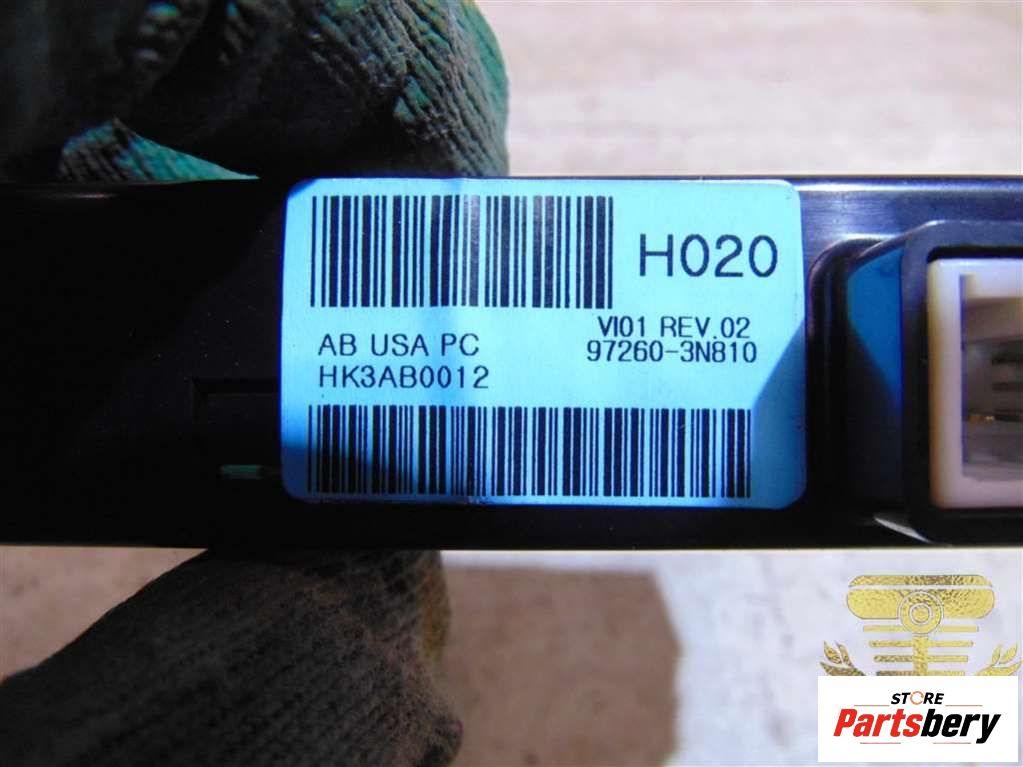 H020
VI01 REV.02
AB USA PC 97260-3N810
HK3AB0012
STORE
Partsbery